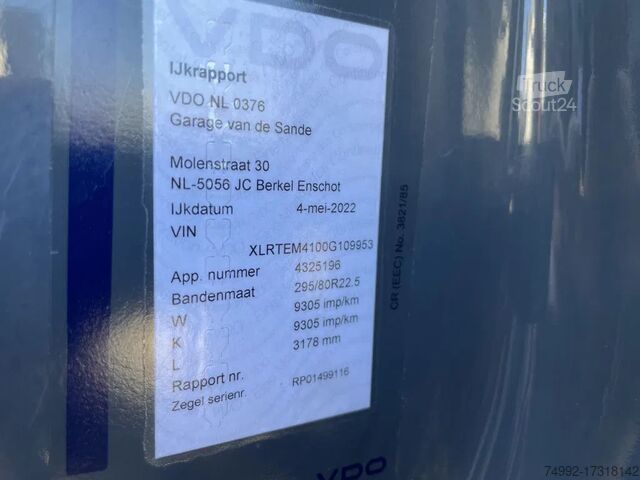 VDO
IJkrapport
VDO NL 0376
Garage van de Sande
Truck
Scout24
Molenstraat 30
NL-5056 JC Berkel Enschot
IJkdatum 4-mei-2022
VIN
XLRTEM4100G109953
App. nummer 4325196
Bandenmaat 295/80R22.5
W 9305 imp/km
K 9305 imp/km
L 3178 mm
Rapport nr.
Zegel serienr. RP01499116
CR (EEC) No. 3821/85
VDO
74992-17318142